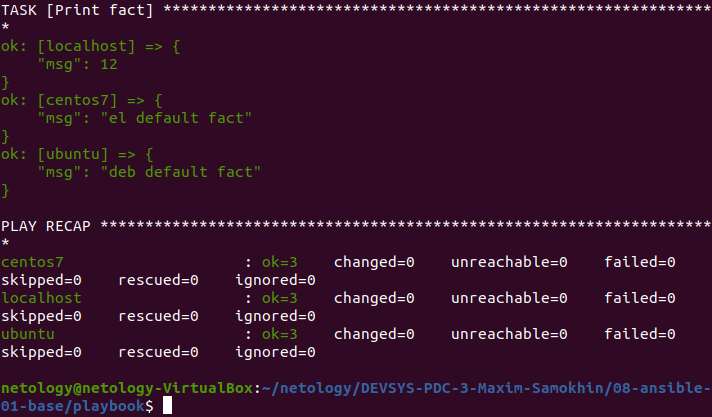 TASK [Print fact] *************************************************************
*
ok: [localhost] => {
    "msg": 12
}
ok: [centos7] => {
    "msg": "el default fact"
}
ok: [ubuntu] => {
    "msg": "deb default fact"
}
PLAY RECAP ********************************************************************
*
centos7                    : ok=3    changed=0    unreachable=0    failed=0
skipped=0    rescued=0    ignored=0
localhost                  : ok=3    changed=0    unreachable=0    failed=0
skipped=0    rescued=0    ignored=0
ubuntu                     : ok=3    changed=0    unreachable=0    failed=0
skipped=0    rescued=0    ignored=0
netology@netology-VirtualBox:~/netology/DEVSYS-PDC-3-Maxim-Samokhin/08-ansible-
01-base/playbook$